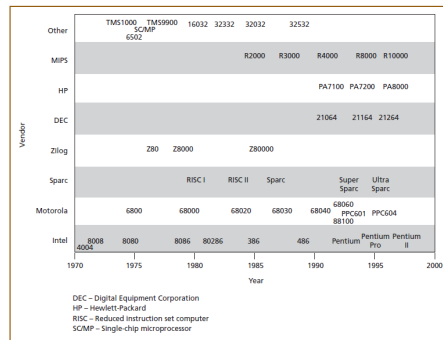 Other
TMS1000 TMS9900 16032 32332 32032 32532
SC/MP
6502
MIPS
R2000 R3000 R4000 R8000 R10000
HP
PA7100 PA7200 PA8000
DEC
21064 21164 21264
Vendor
Zilog
Z80 Z8000 Z80000
Sparc
RISC I RISC II Sparc Super Sparc Ultra Sparc
Motorola
6800 68000 68020 68030 68040 68060
PPC601 PPC604
88100
Intel
4004 8008 8080 8086 80286 386 486 Pentium Pentium Pro Pentium II
1970 1975 1980 1985 1990 1995 2000
Year
DEC – Digital Equipment Corporation
HP – Hewlett-Packard
RISC – Reduced instruction set computer
SC/MP – Single-chip microprocessor